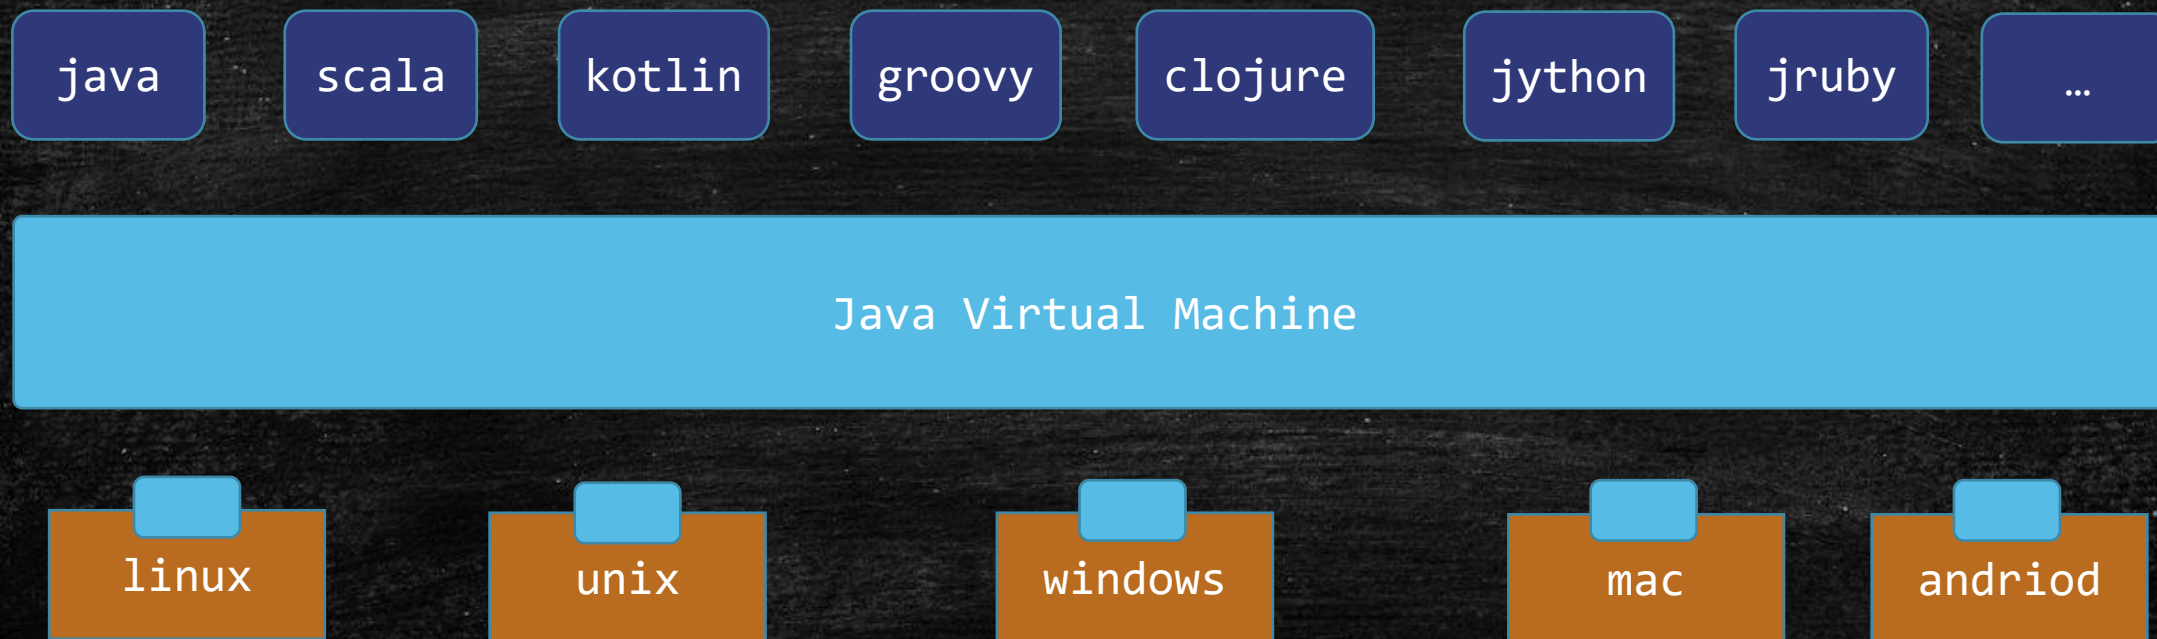 java scala kotlin groovy clojure jython jruby …
Java Virtual Machine
linux unix windows mac andriod